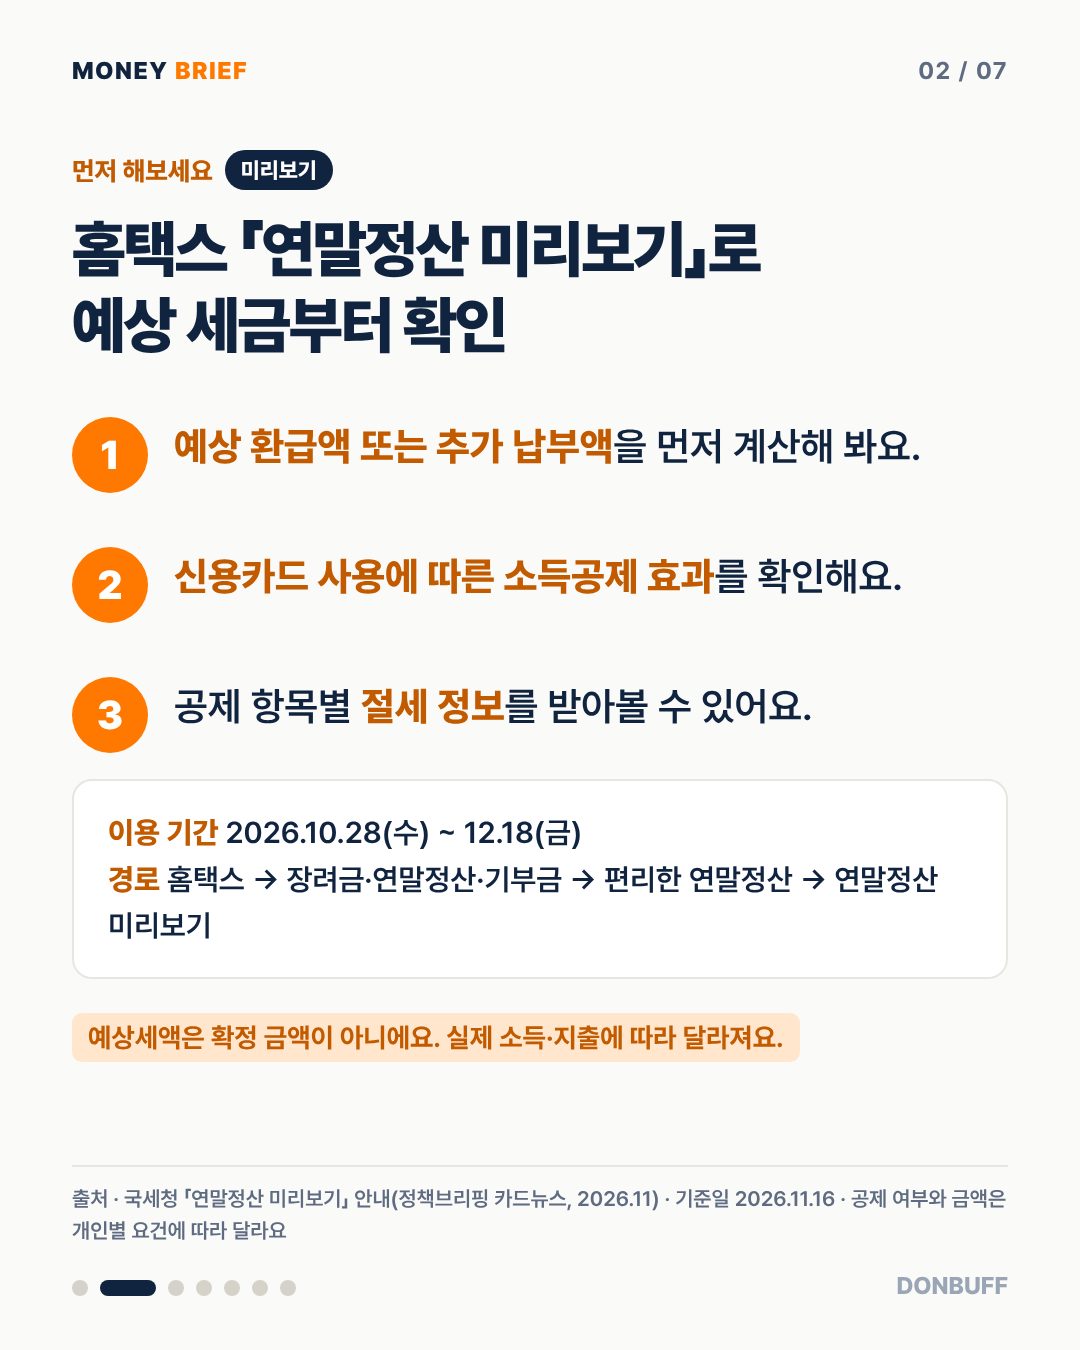 MONEY BRIEF
02 / 07
먼저 해보세요 미리보기
홈택스 「연말정산 미리보기」로
예상 세금부터 확인
1 예상 환급액 또는 추가 납부액을 먼저 계산해 봐요.
2 신용카드 사용에 따른 소득공제 효과를 확인해요.
3 공제 항목별 절세 정보를 받아볼 수 있어요.
이용 기간 2026.10.28(수) ~ 12.18(금)
경로 홈택스 → 장려금·연말정산·기부금 → 편리한 연말정산 → 연말정산
미리보기
예상세액은 확정 금액이 아니에요. 실제 소득·지출에 따라 달라져요.
출처 · 국세청 「연말정산 미리보기」 안내(정책브리핑 카드뉴스, 2026.11) · 기준일 2026.11.16 · 공제 여부와 금액은
개인별 요건에 따라 달라요
DONBUFF